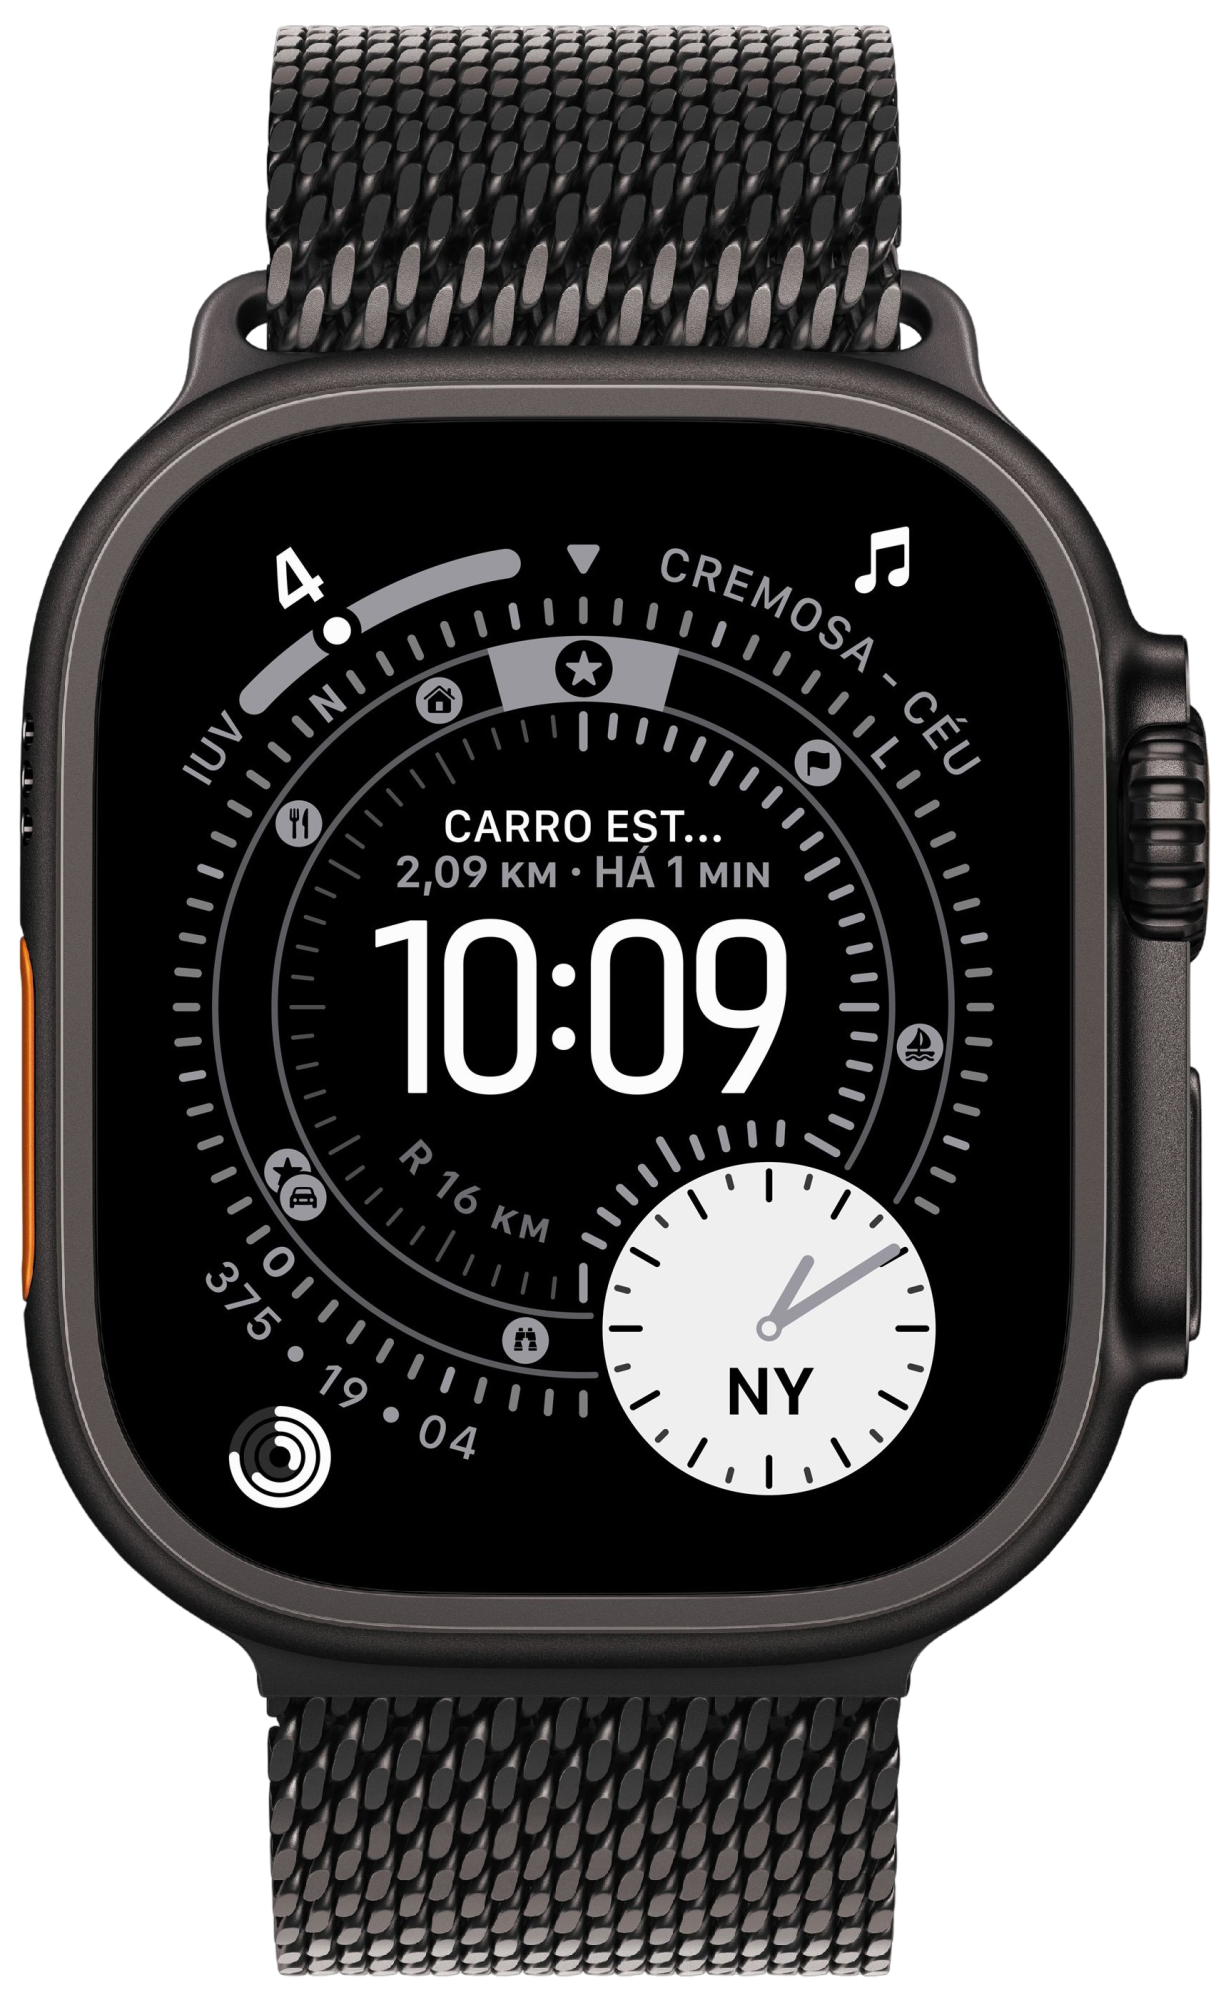 4
IUV
CREMOSA – CÉU
N
L
CARRO EST...
2,09 KM · HÁ 1 MIN
10:09
R 16 KM
O
375 • 19 • 04
NY